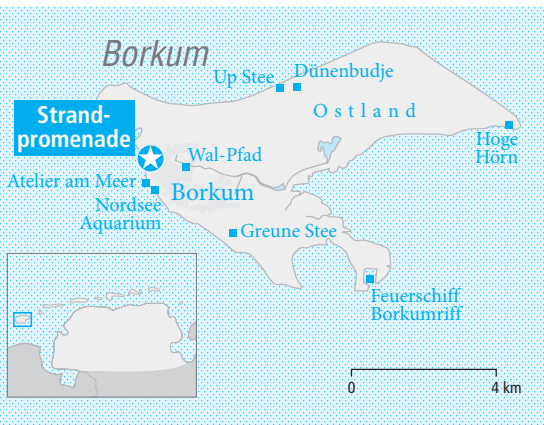 Borkum
Up Stee
Dünenbudje
Ostland
Strand-
promenade
Hoge
Hörn
Wal-Pfad
Atelier am Meer
Borkum
Nordsee
Aquarium
Greune Stee
Feuerschiff
Borkumriff
0
4 km